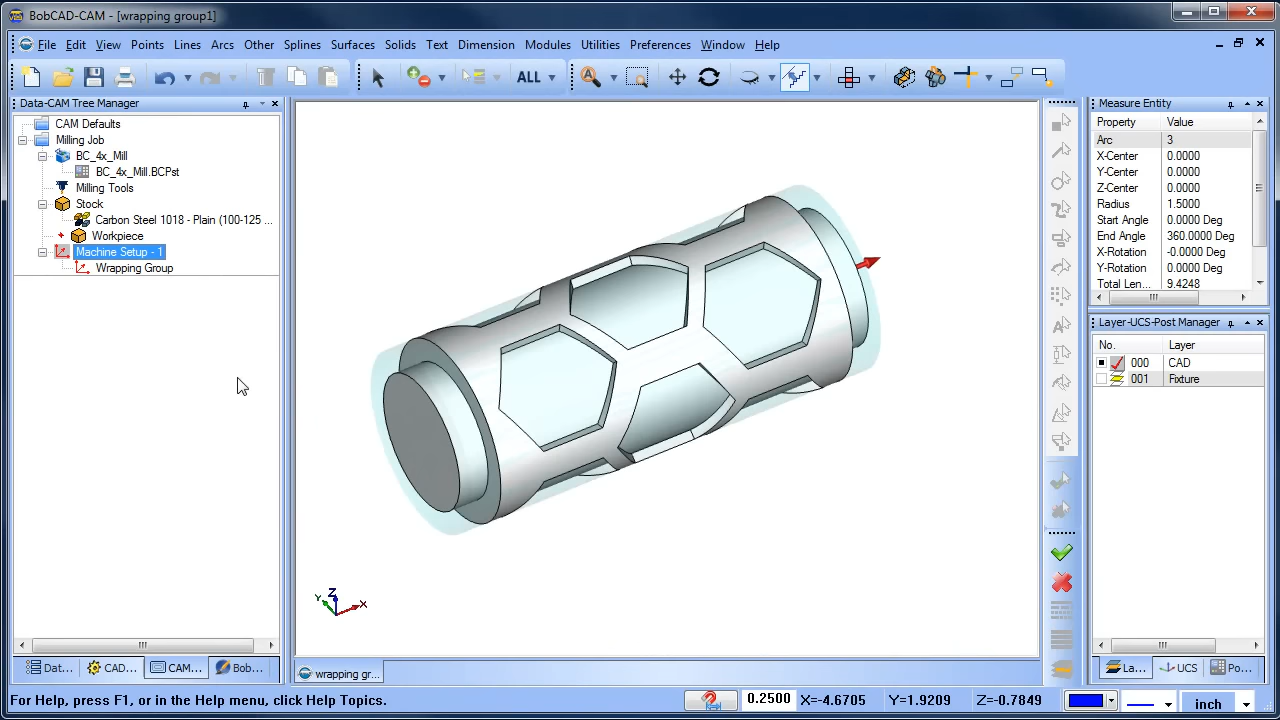 BobCAD-CAM - [wrapping group1]
File Edit View Points Lines Arcs Other Splines Surfaces Solids Text Dimension Modules Utilities Preferences Window Help
ALL
Data-CAM Tree Manager
CAM Defaults
Milling Job
BC_4x_Mill
BC_4x_Mill.BCPst
Milling Tools
Stock
Carbon Steel 1018 - Plain (100-125 ...
Workpiece
Machine Setup - 1
Wrapping Group
Dat... CAD... CAM... Bob...
Z
Y
X
wrapping gr...
Measure Entity
Property Value
Arc 3
X-Center 0.0000
Y-Center 0.0000
Z-Center 0.0000
Radius 1.5000
Start Angle 0.0000 Deg
End Angle 360.0000 Deg
X-Rotation -0.0000 Deg
Y-Rotation 0.0000 Deg
Total Len... 9.4248
Layer-UCS-Post Manager
No. Layer
000 CAD
001 Fixture
La... UCS Po...
For Help, press F1, or in the Help menu, click Help Topics.
0.2500 X=-4.6705 Y=1.9209 Z=-0.7849 inch